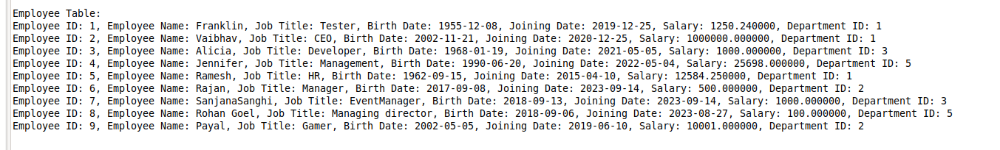 Employee Table:
Employee ID: 1, Employee Name: Franklin, Job Title: Tester, Birth Date: 1955-12-08, Joining Date: 2019-12-25, Salary: 1250.240000, Department ID: 1
Employee ID: 2, Employee Name: Vaibhav, Job Title: CEO, Birth Date: 2002-11-21, Joining Date: 2020-12-25, Salary: 1000000.000000, Department ID: 1
Employee ID: 3, Employee Name: Alicia, Job Title: Developer, Birth Date: 1968-01-19, Joining Date: 2021-05-05, Salary: 1000.000000, Department ID: 3
Employee ID: 4, Employee Name: Jennifer, Job Title: Management, Birth Date: 1990-06-20, Joining Date: 2022-05-04, Salary: 25698.000000, Department ID: 5
Employee ID: 5, Employee Name: Ramesh, Job Title: HR, Birth Date: 1962-09-15, Joining Date: 2015-04-10, Salary: 12584.250000, Department ID: 1
Employee ID: 6, Employee Name: Rajan, Job Title: Manager, Birth Date: 2017-09-08, Joining Date: 2023-09-14, Salary: 500.000000, Department ID: 2
Employee ID: 7, Employee Name: SanjanaSanghi, Job Title: EventManager, Birth Date: 2018-09-13, Joining Date: 2023-09-14, Salary: 1000.000000, Department ID: 3
Employee ID: 8, Employee Name: Rohan Goel, Job Title: Managing director, Birth Date: 2018-09-06, Joining Date: 2023-08-27, Salary: 100.000000, Department ID: 5
Employee ID: 9, Employee Name: Payal, Job Title: Gamer, Birth Date: 2002-05-05, Joining Date: 2019-06-10, Salary: 10001.000000, Department ID: 2